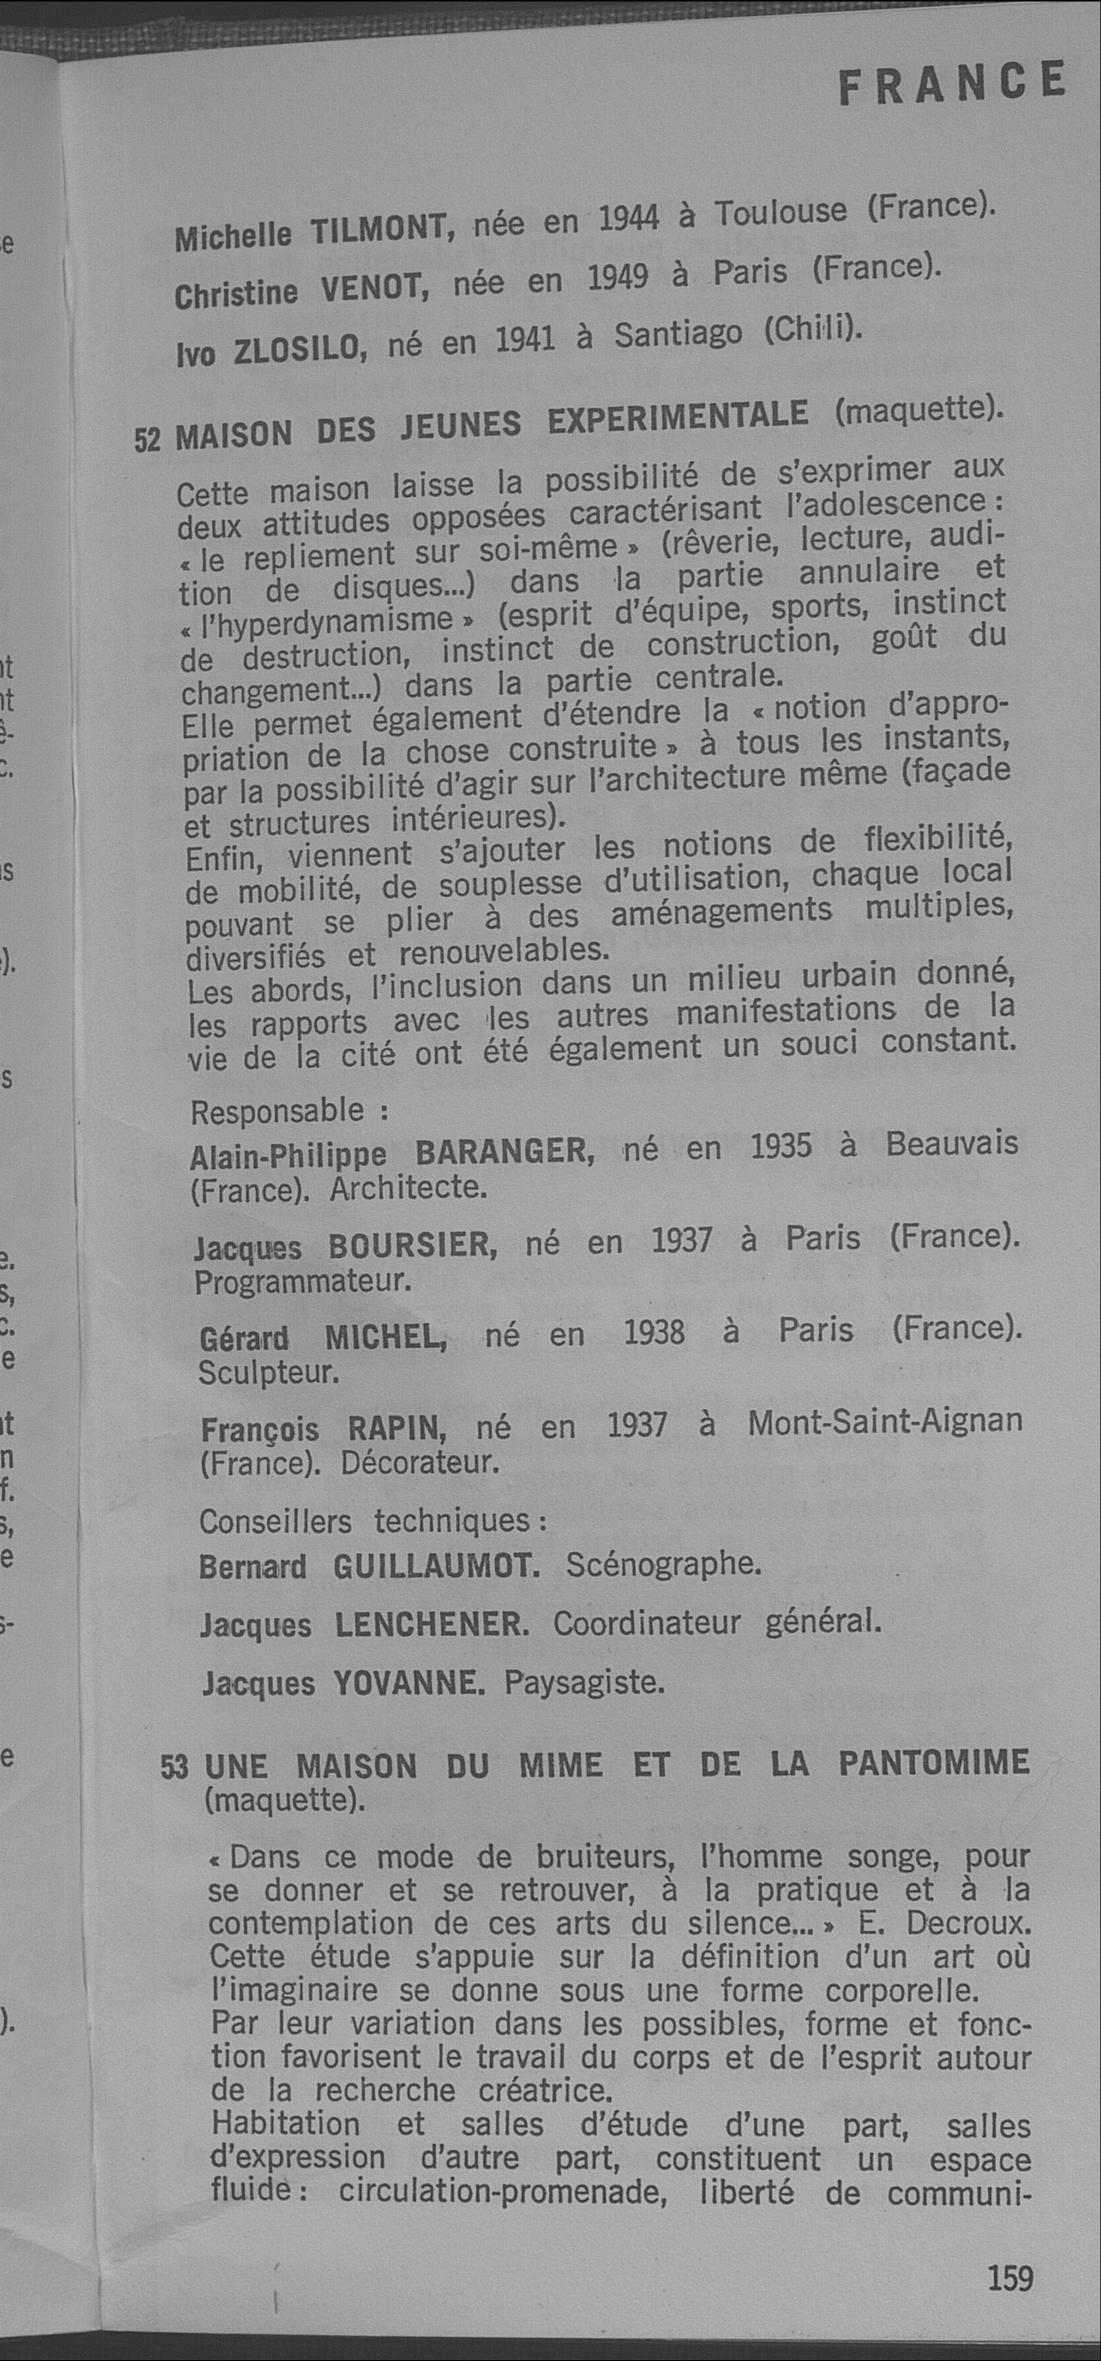 FRANCE
Michelle TILMONT, née en 1944 à Toulouse (France).
Christine VENOT, née en 1949 à Paris (France).
Ivo ZLOSILO, né en 1941 à Santiago (Chili).
52 MAISON DES JEUNES EXPERIMENTALE (maquette).
Cette maison laisse la possibilité de s'exprimer aux
deux attitudes opposées caractérisant l'adolescence :
« le repliement sur soi-même » (rêverie, lecture, audi-
tion de disques...) dans la partie annulaire et
« l'hyperdynamisme » (esprit d'équipe, sports, instinct
de destruction, instinct de construction, goût du
changement...) dans la partie centrale.
Elle permet également d'étendre la « notion d'appro-
priation de la chose construite » à tous les instants,
par la possibilité d'agir sur l'architecture même (façade
et structures intérieures).
Enfin, viennent s'ajouter les notions de flexibilité,
de mobilité, de souplesse d'utilisation, chaque local
pouvant se plier à des aménagements multiples,
diversifiés et renouvelables.
Les abords, l'inclusion dans un milieu urbain donné,
les rapports avec les autres manifestations de la
vie de la cité ont été également un souci constant.
Responsable :
Alain-Philippe BARANGER, né en 1935 à Beauvais
(France). Architecte.
Jacques BOURSIER, né en 1937 à Paris (France).
Programmateur.
Gérard MICHEL, né en 1938 à Paris (France).
Sculpteur.
François RAPIN, né en 1937 à Mont-Saint-Aignan
(France). Décorateur.
Conseillers techniques :
Bernard GUILLAUMOT. Scénographe.
Jacques LENCHENER. Coordinateur général.
Jacques YOVANNE. Paysagiste.
53 UNE MAISON DU MIME ET DE LA PANTOMIME
(maquette).
« Dans ce mode de bruiteurs, l'homme songe, pour
se donner et se retrouver, à la pratique et à la
contemplation de ces arts du silence... » E. Decroux.
Cette étude s'appuie sur la définition d'un art où
l'imaginaire se donne sous une forme corporelle.
Par leur variation dans les possibles, forme et fonc-
tion favorisent le travail du corps et de l'esprit autour
de la recherche créatrice.
Habitation et salles d'étude d'une part, salles
d'expression d'autre part, constituent un espace
fluide : circulation-promenade, liberté de communi-
159